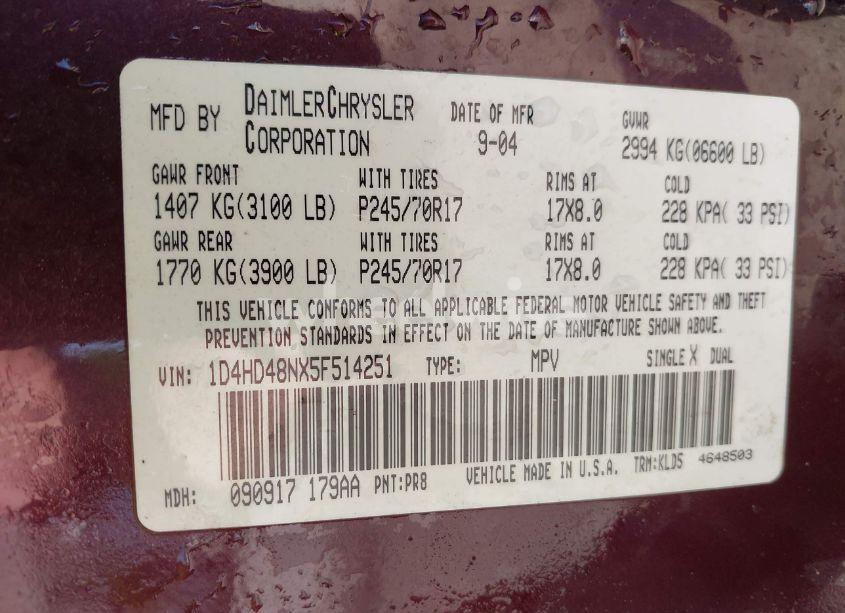 MFD BY DAIMLERCHRYSLER CORPORATION DATE OF MFR 9-04 GVWR 2994 KG(06600 LB)
GAWR FRONT WITH TIRES RIMS AT COLD
1407 KG(3100 LB) P245/70R17 17X8.0 228 KPA( 33 PSI)
GAWR REAR WITH TIRES RIMS AT COLD
1770 KG(3900 LB) P245/70R17 17X8.0 228 KPA( 33 PSI)
THIS VEHICLE CONFORMS TO ALL APPLICABLE FEDERAL MOTOR VEHICLE SAFETY AND THEFT
PREVENTION STANDARDS IN EFFECT ON THE DATE OF MANUFACTURE SHOWN ABOVE.
VIN: 1D4HD48NX5F514251 TYPE: MPV SINGLE X DUAL
MDH: 090917 179AA PNT:PR8 VEHICLE MADE IN U.S.A. TRM:KLD5 4648503